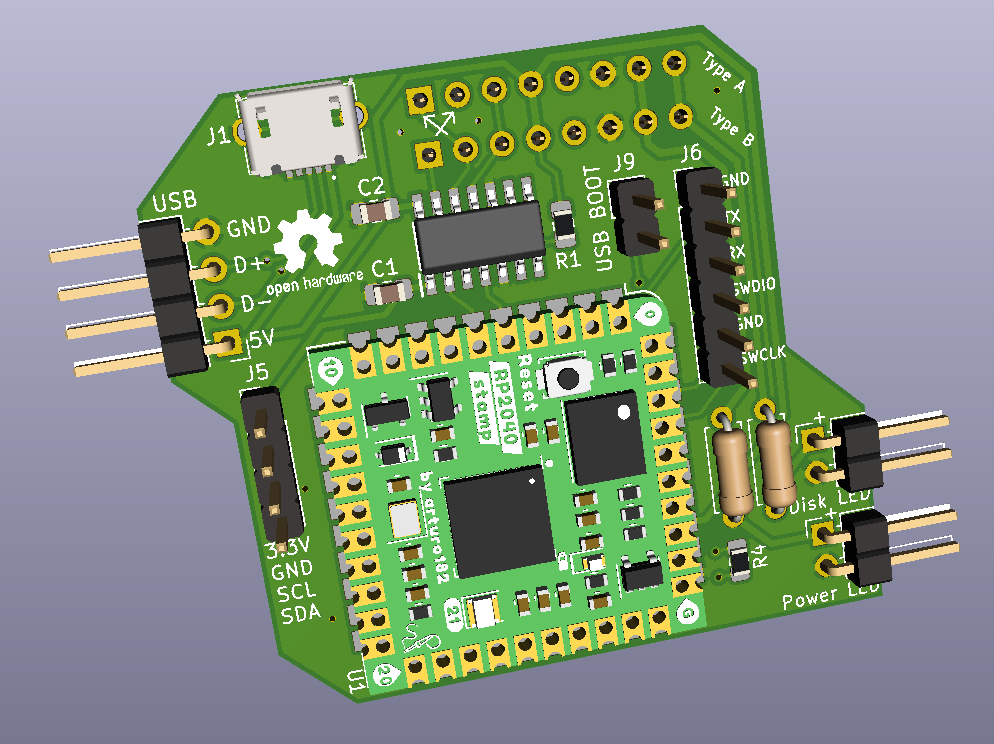 Type A
Type B
J1
X
USB
GND
D+
D-
5V
open hardware
C2
C1
R1
USB BOOT
J9
J6
GND
TX
RX
SWDIO
GND
SWCLK
J5
3.3V
GND
SCL
SDA
10
0
Reset
RP2040
stamp
by.arturo182
21
20
G
U1
+
Disk LED
+
R4
Power LED